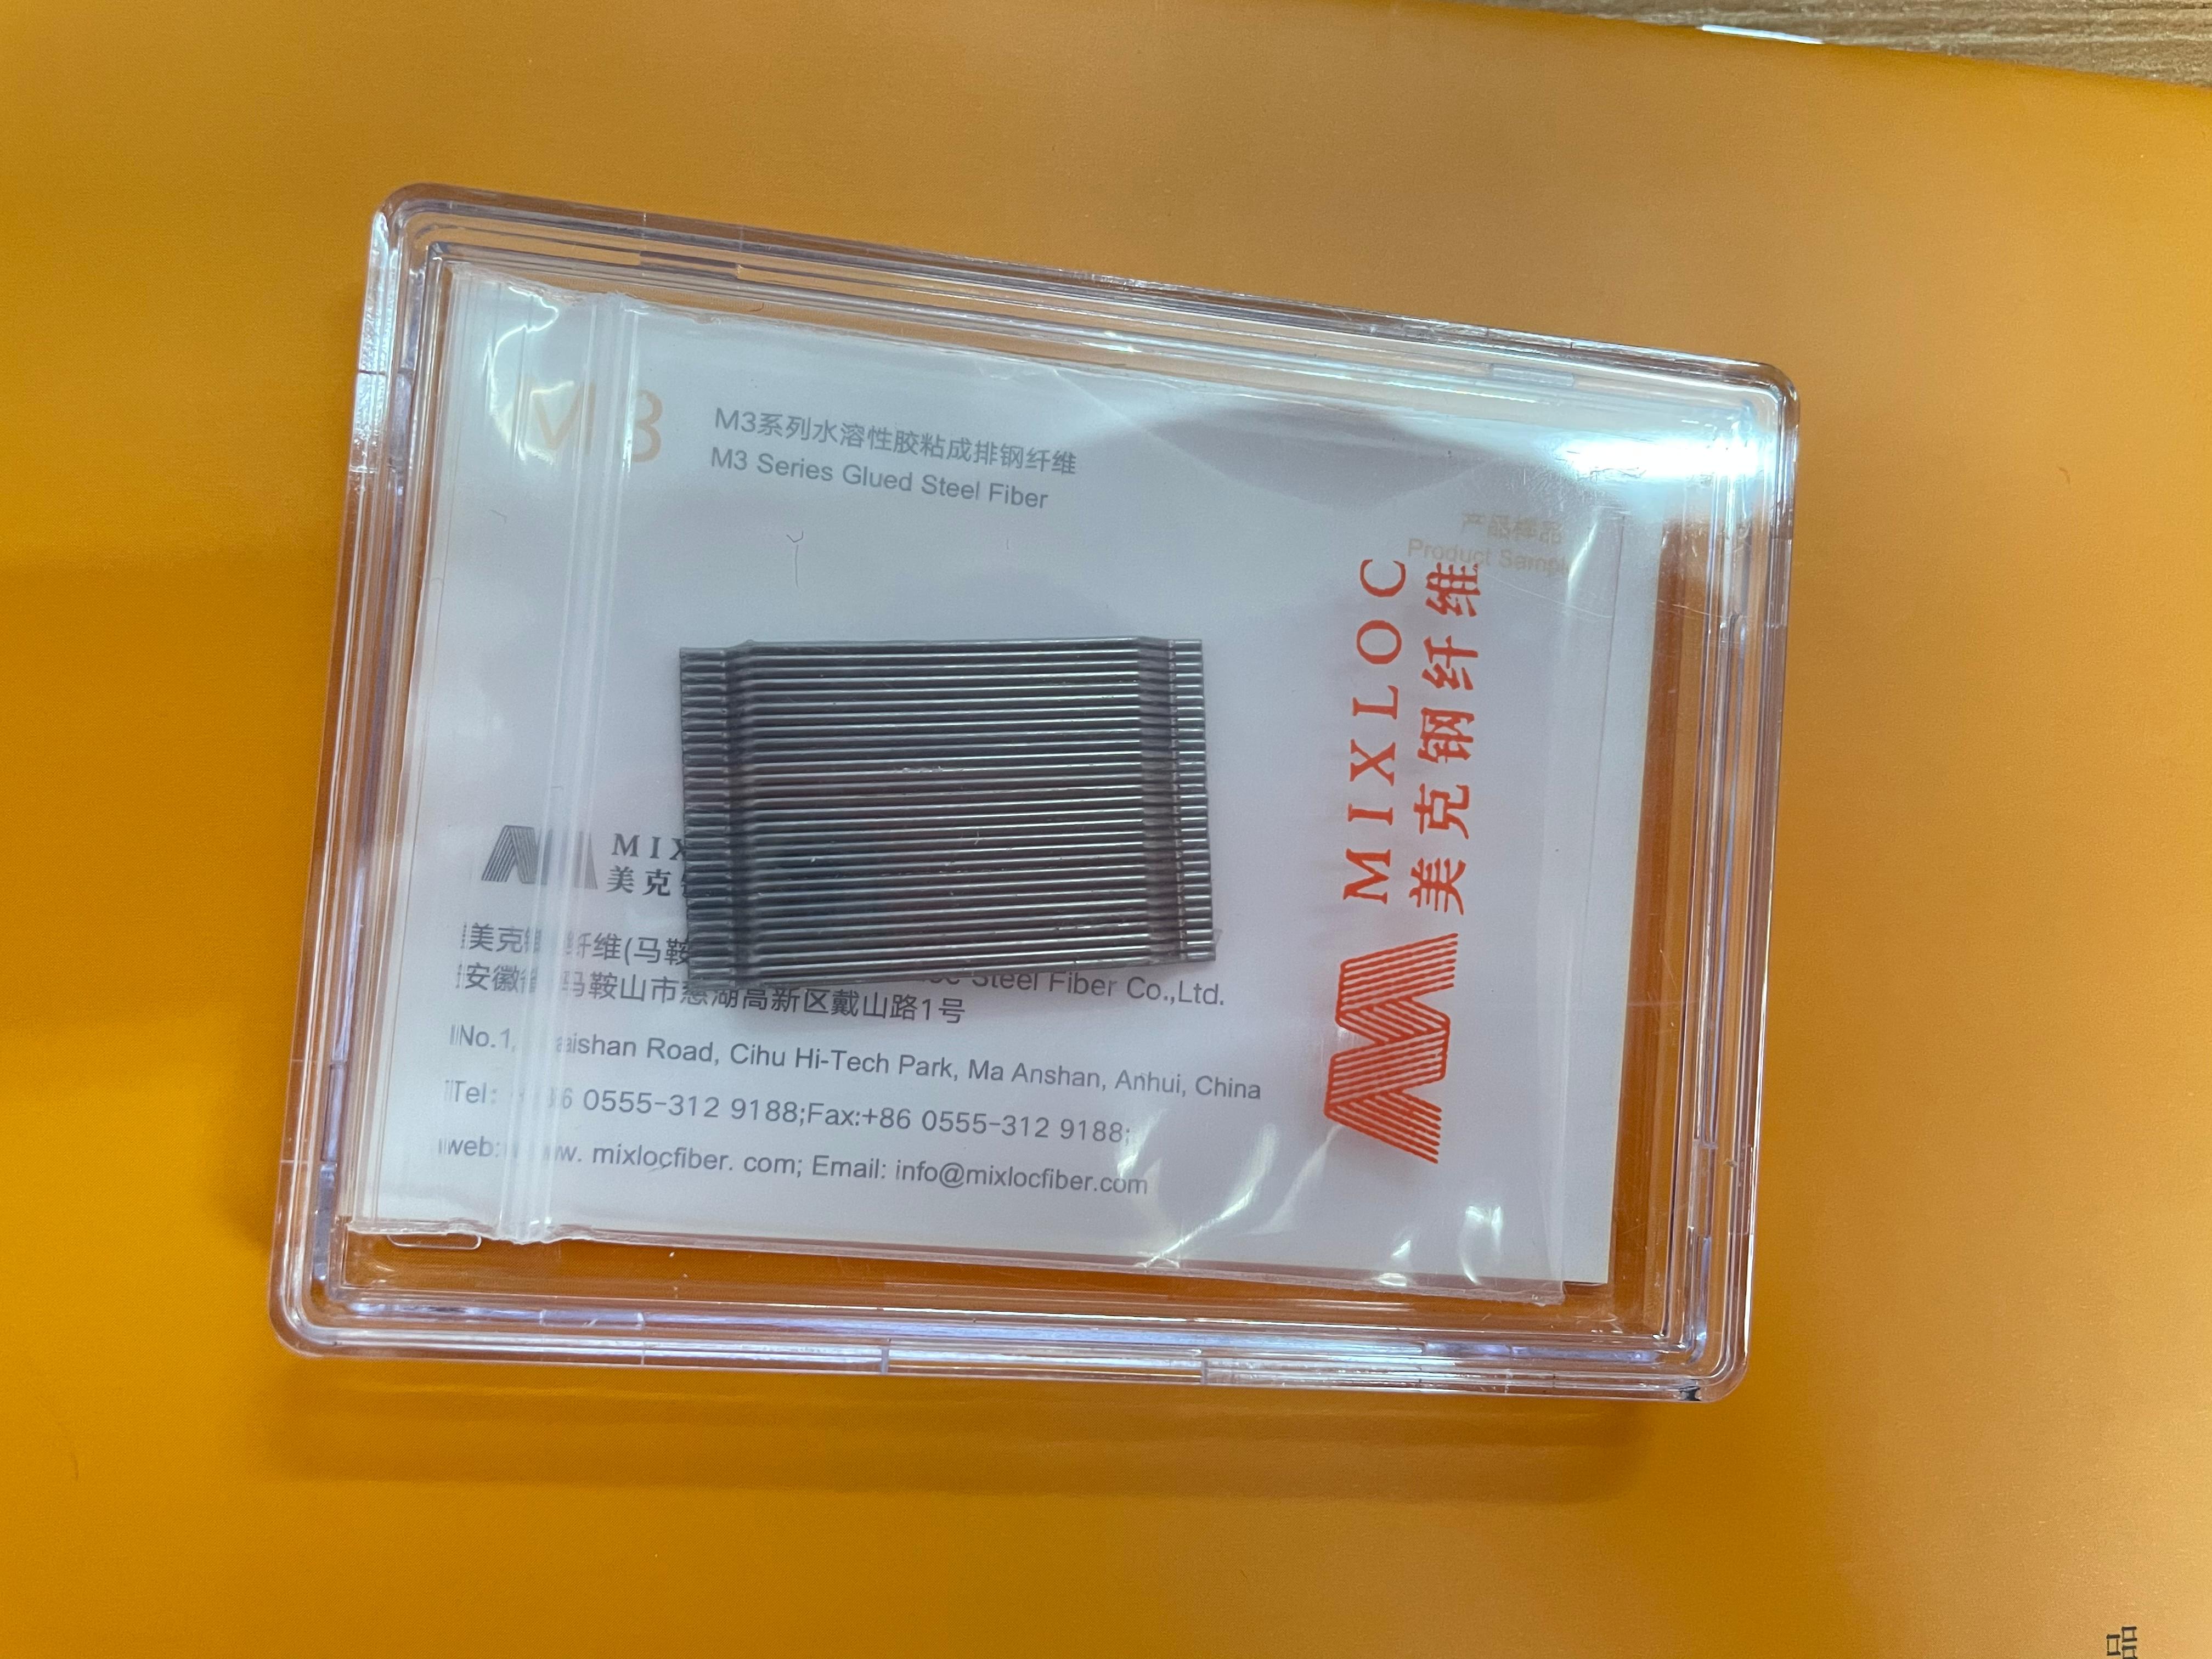 M3
M3系列水溶性胶粘成排钢纤维
M3 Series Glued Steel Fiber
产品样品
Product Sampl
MIXLOC
美克钢纤维
MIX
美克
美克 纤维(马鞍
Steel Fiber Co.,Ltd.
安徽省马鞍山市慈湖高新区戴山路1号
No.1, aishan Road, Cihu Hi-Tech Park, Ma Anshan, Anhui, China
Tel: 86 0555-312 9188;Fax:+86 0555-312 9188;
web: www. mixlocfiber. com; Email: info@mixlocfiber.com
品